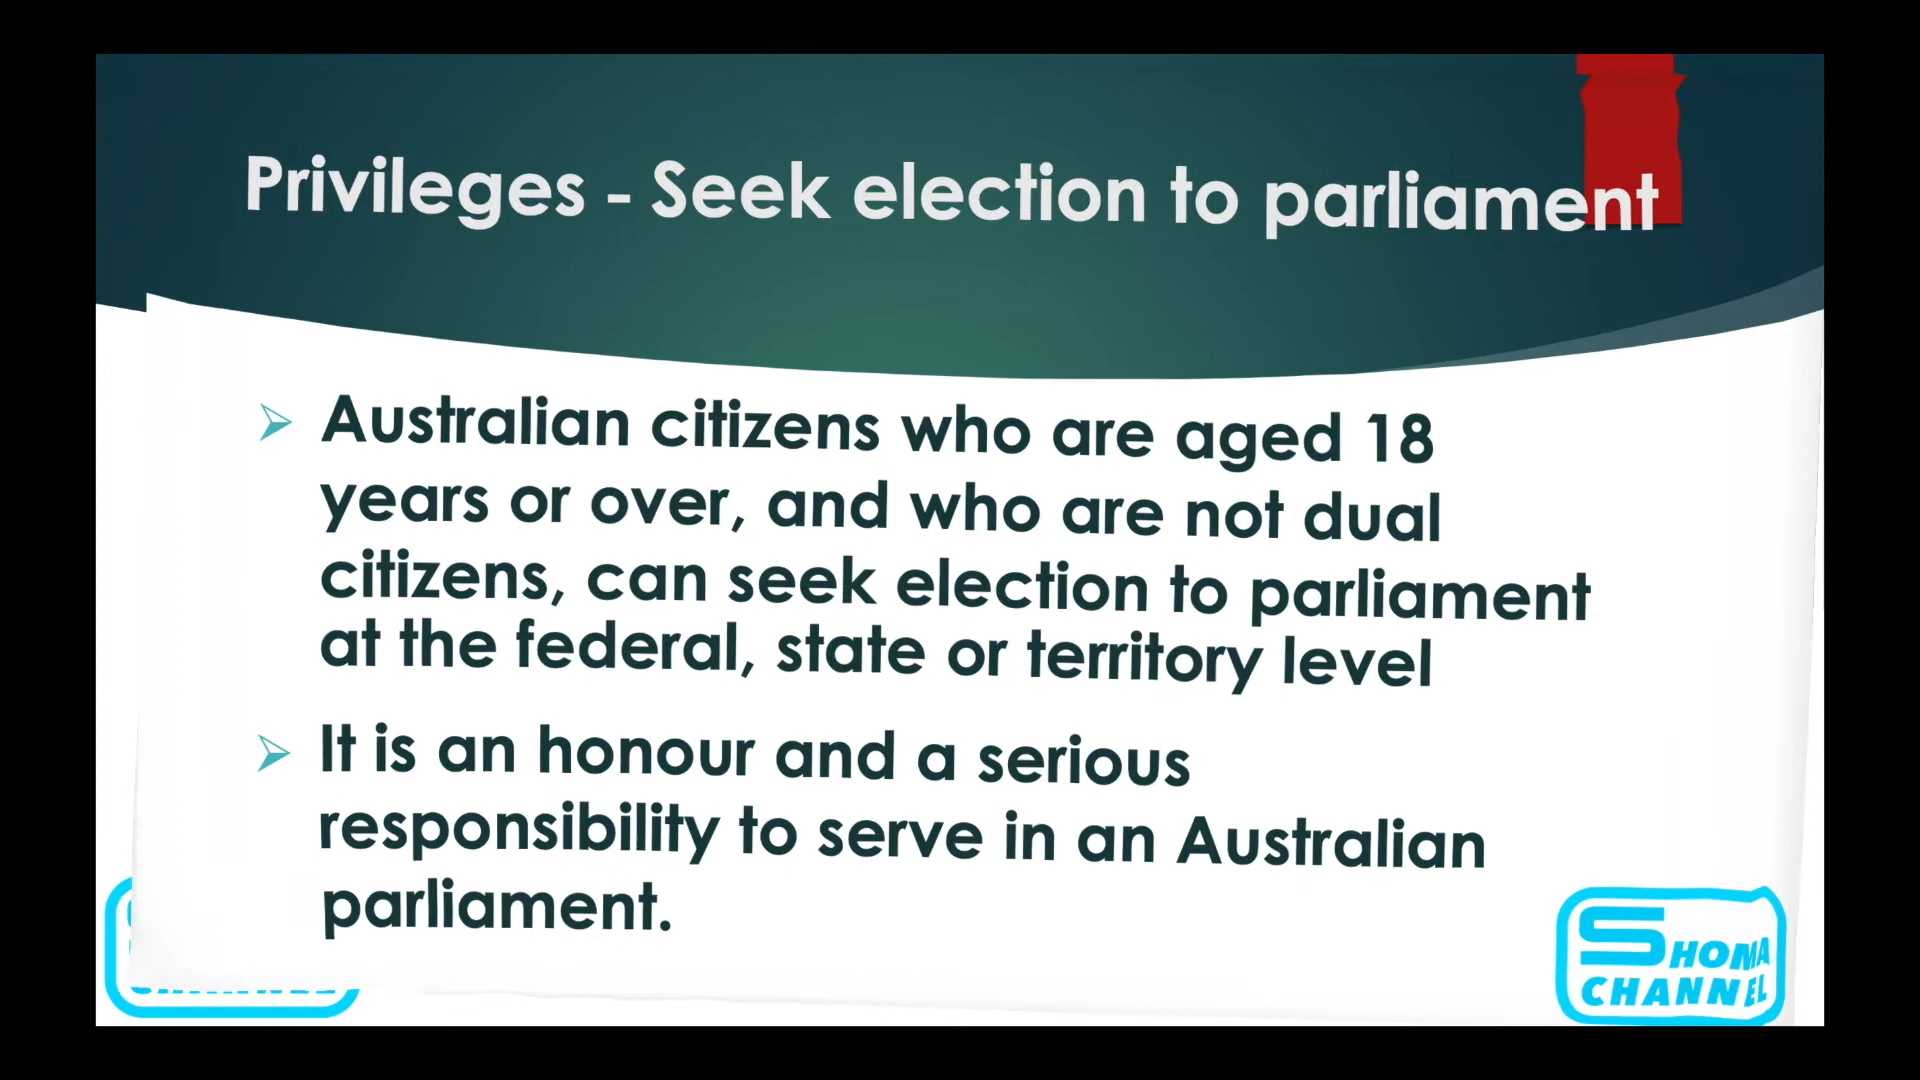 Privileges - Seek election to parliament
Australian citizens who are aged 18
years or over, and who are not dual
citizens, can seek election to parliament
at the federal, state or territory level
It is an honour and a serious
responsibility to serve in an Australian
parliament.
SHOMA
CHANNEL